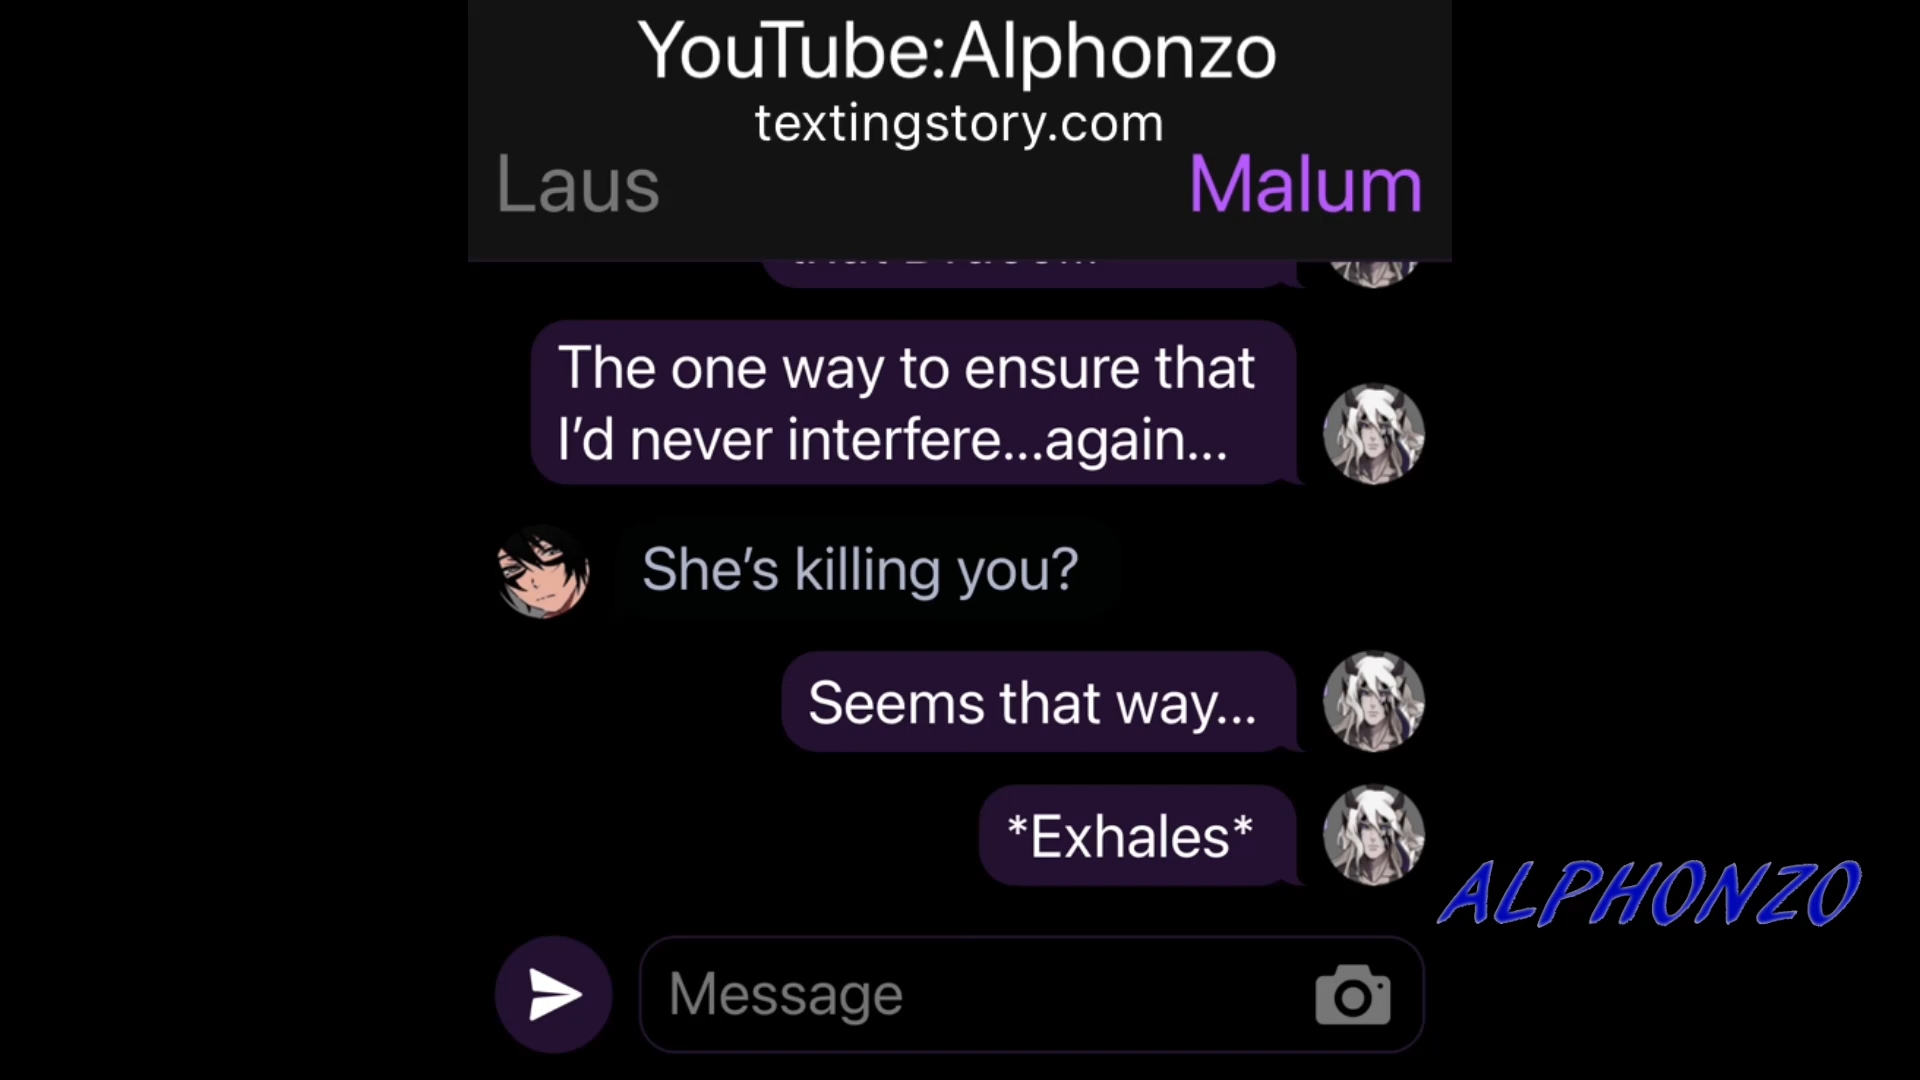 YouTube:Alphonzo
textingstory.com
Laus
Malum
The one way to ensure that
I'd never interfere...again...
She's killing you?
Seems that way...
*Exhales*
ALPHONZO
Message